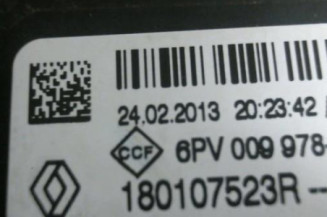 24.02.2013 20:23:42
CCF 6PV 009 978-
180107523R --